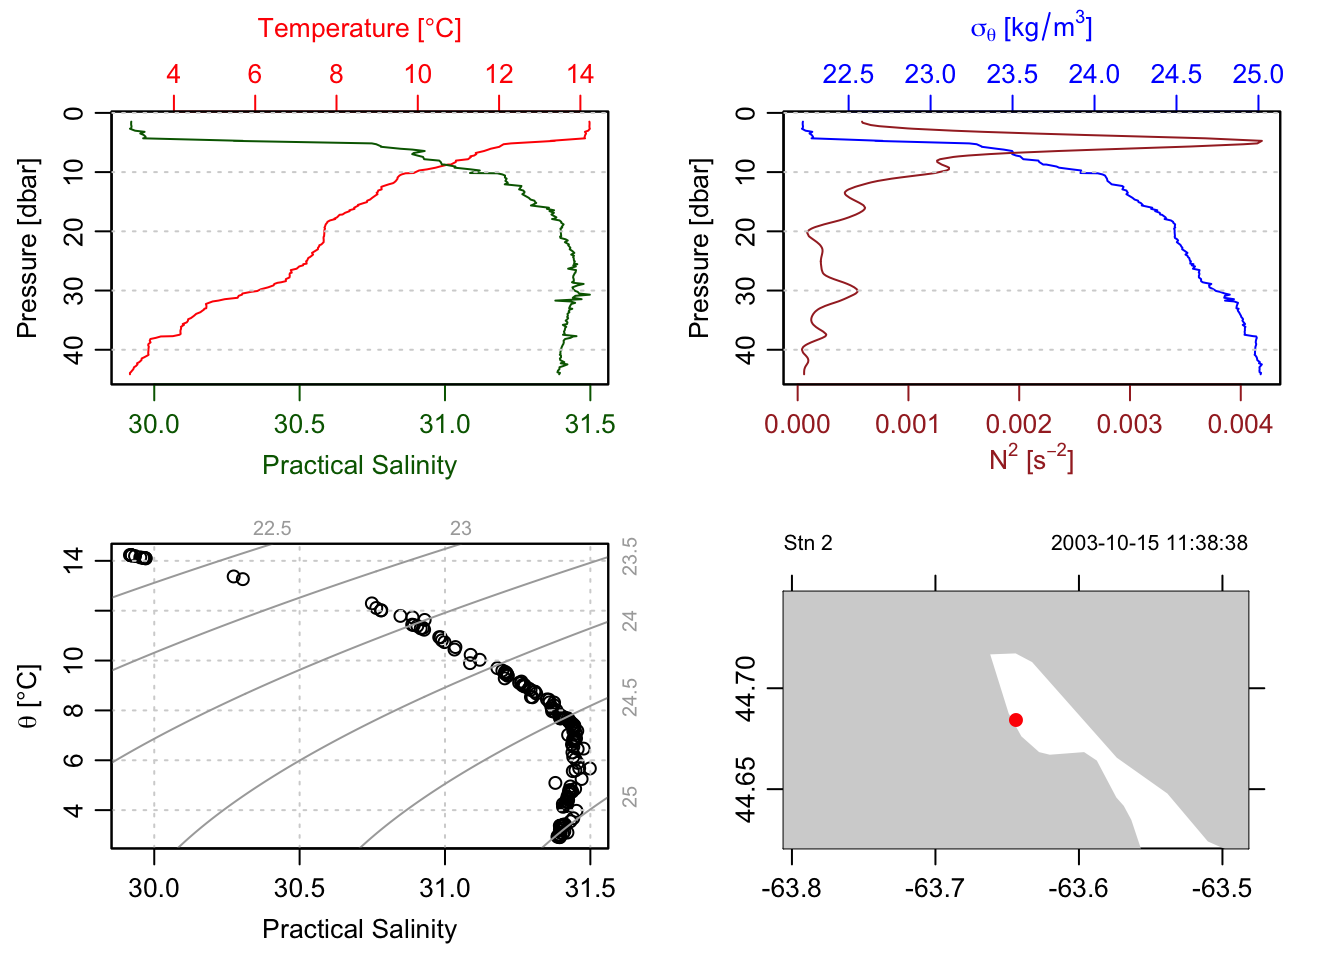 Temperature [°C]
4 6 8 10 12 14
0
10
20
30
40
Pressure [dbar]
30.0 30.5 31.0 31.5
Practical Salinity
σθ [kg/m³]
22.5 23.0 23.5 24.0 24.5 25.0
0
10
20
30
40
Pressure [dbar]
0.000 0.001 0.002 0.003 0.004
N² [s⁻²]
22.5 23
23.5
24
24.5
25
14
10
8
6
4
θ [°C]
30.0 30.5 31.0 31.5
Practical Salinity
Stn 2 2003-10-15 11:38:38
44.70
44.65
-63.8 -63.7 -63.6 -63.5